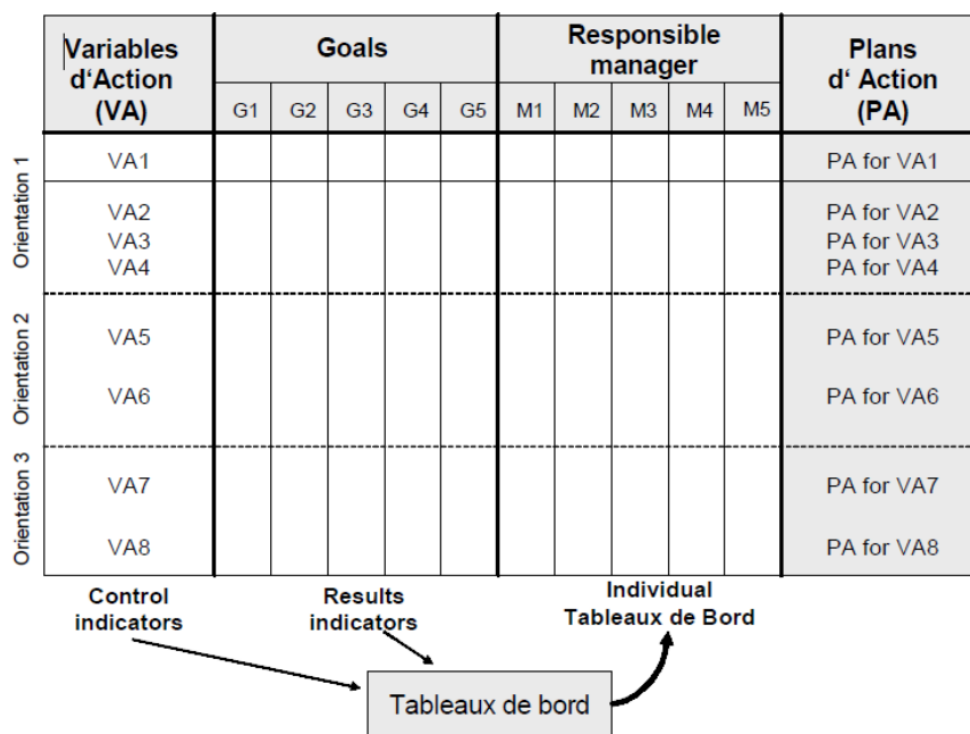 Variables
d‘Action
(VA)
Goals
Responsible
manager
Plans
d‘ Action
(PA)
G1 G2 G3 G4 G5 M1 M2 M3 M4 M5
Orientation 1
VA1 PA for VA1
VA2 PA for VA2
VA3 PA for VA3
VA4 PA for VA4
Orientation 2
VA5 PA for VA5
VA6 PA for VA6
Orientation 3
VA7 PA for VA7
VA8 PA for VA8
Control
indicators
Results
indicators
Individual
Tableaux de Bord
Tableaux de bord